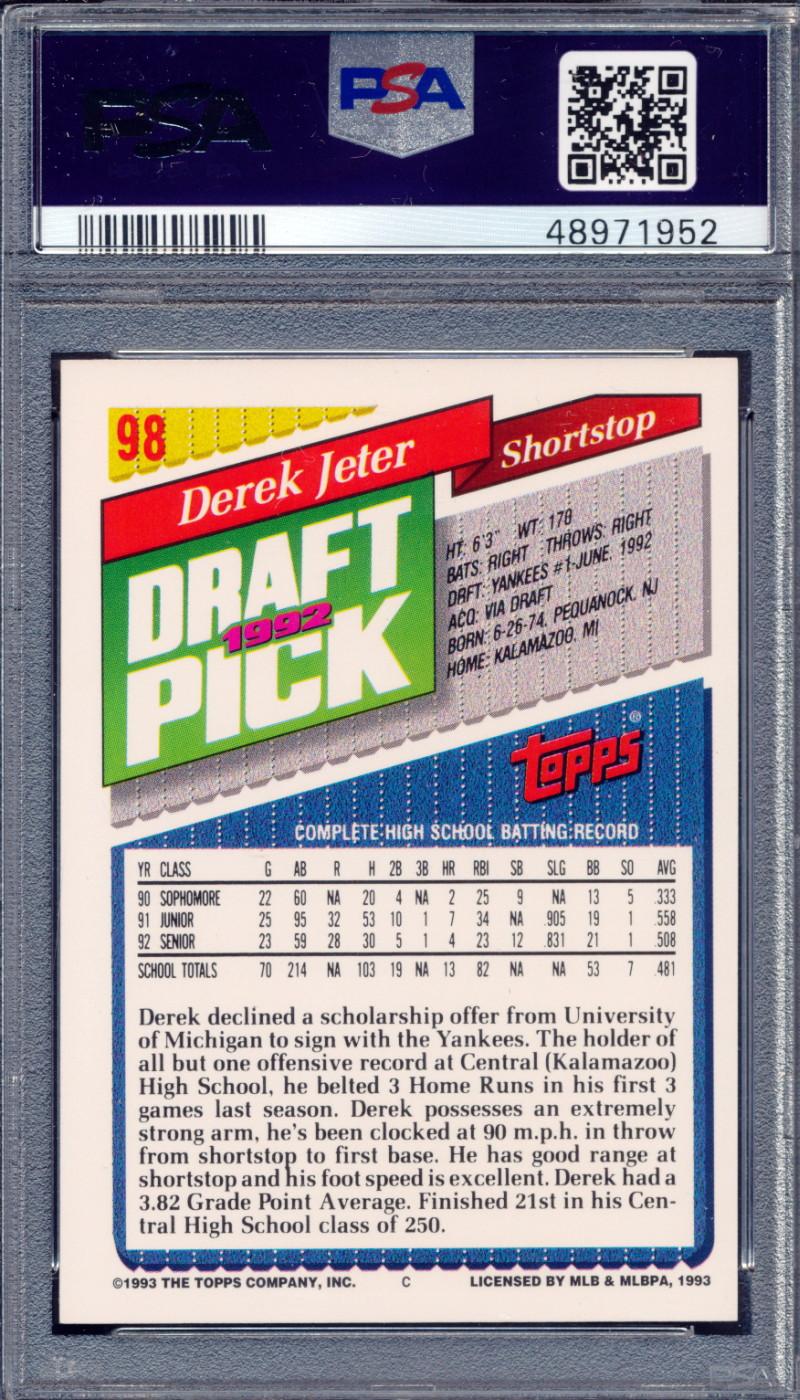 PSA
PSA
48971952
98
Derek Jeter
Shortstop
DRAFT
1992
PICK
HT: 6'3" WT: 178
BATS: RIGHT THROWS: RIGHT
DRFT: YANKEES #1-JUNE, 1992
ACQ: VIA DRAFT
BORN: 6-26-74, PEQUANOCK, NJ
HOME: KALAMAZOO, MI
topps®
COMPLETE HIGH SCHOOL BATTING RECORD
YR CLASS G AB R H 2B 3B HR RBI SB SLG BB SO AVG
90 SOPHOMORE 22 60 NA 20 4 NA 2 25 9 NA 13 5 .333
91 JUNIOR 25 95 32 53 10 1 7 34 NA .905 19 1 .558
92 SENIOR 23 59 28 30 5 1 4 23 12 .831 21 1 .508
SCHOOL TOTALS 70 214 NA 103 19 NA 13 82 NA NA 53 7 .481
Derek declined a scholarship offer from University
of Michigan to sign with the Yankees. The holder of
all but one offensive record at Central (Kalamazoo)
High School, he belted 3 Home Runs in his first 3
games last season. Derek possesses an extremely
strong arm, he's been clocked at 90 m.p.h. in throw
from shortstop to first base. He has good range at
shortstop and his foot speed is excellent. Derek had a
3.82 Grade Point Average. Finished 21st in his Cen-
tral High School class of 250.
©1993 THE TOPPS COMPANY, INC. C LICENSED BY MLB & MLBPA, 1993
PSA